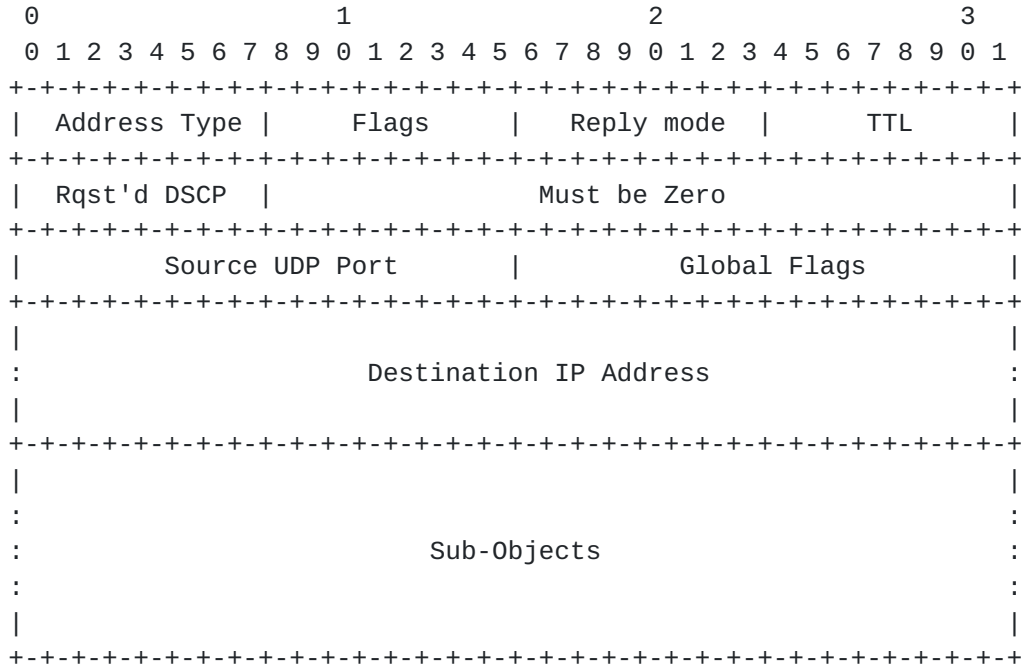 0                   1                   2                   3
 0 1 2 3 4 5 6 7 8 9 0 1 2 3 4 5 6 7 8 9 0 1 2 3 4 5 6 7 8 9 0 1
+-+-+-+-+-+-+-+-+-+-+-+-+-+-+-+-+-+-+-+-+-+-+-+-+-+-+-+-+-+-+-+-+
|  Address Type |     Flags     |   Reply mode  |      TTL      |
+-+-+-+-+-+-+-+-+-+-+-+-+-+-+-+-+-+-+-+-+-+-+-+-+-+-+-+-+-+-+-+-+
|  Rqst'd DSCP  |                 Must be Zero                  |
+-+-+-+-+-+-+-+-+-+-+-+-+-+-+-+-+-+-+-+-+-+-+-+-+-+-+-+-+-+-+-+-+
|         Source UDP Port       |          Global Flags         |
+-+-+-+-+-+-+-+-+-+-+-+-+-+-+-+-+-+-+-+-+-+-+-+-+-+-+-+-+-+-+-+-+
|                                                               |
:                      Destination IP Address                   :
|                                                               |
+-+-+-+-+-+-+-+-+-+-+-+-+-+-+-+-+-+-+-+-+-+-+-+-+-+-+-+-+-+-+-+-+
|                                                               |
:                                                               :
:                          Sub-Objects                          :
:                                                               :
|                                                               |
+-+-+-+-+-+-+-+-+-+-+-+-+-+-+-+-+-+-+-+-+-+-+-+-+-+-+-+-+-+-+-+-+